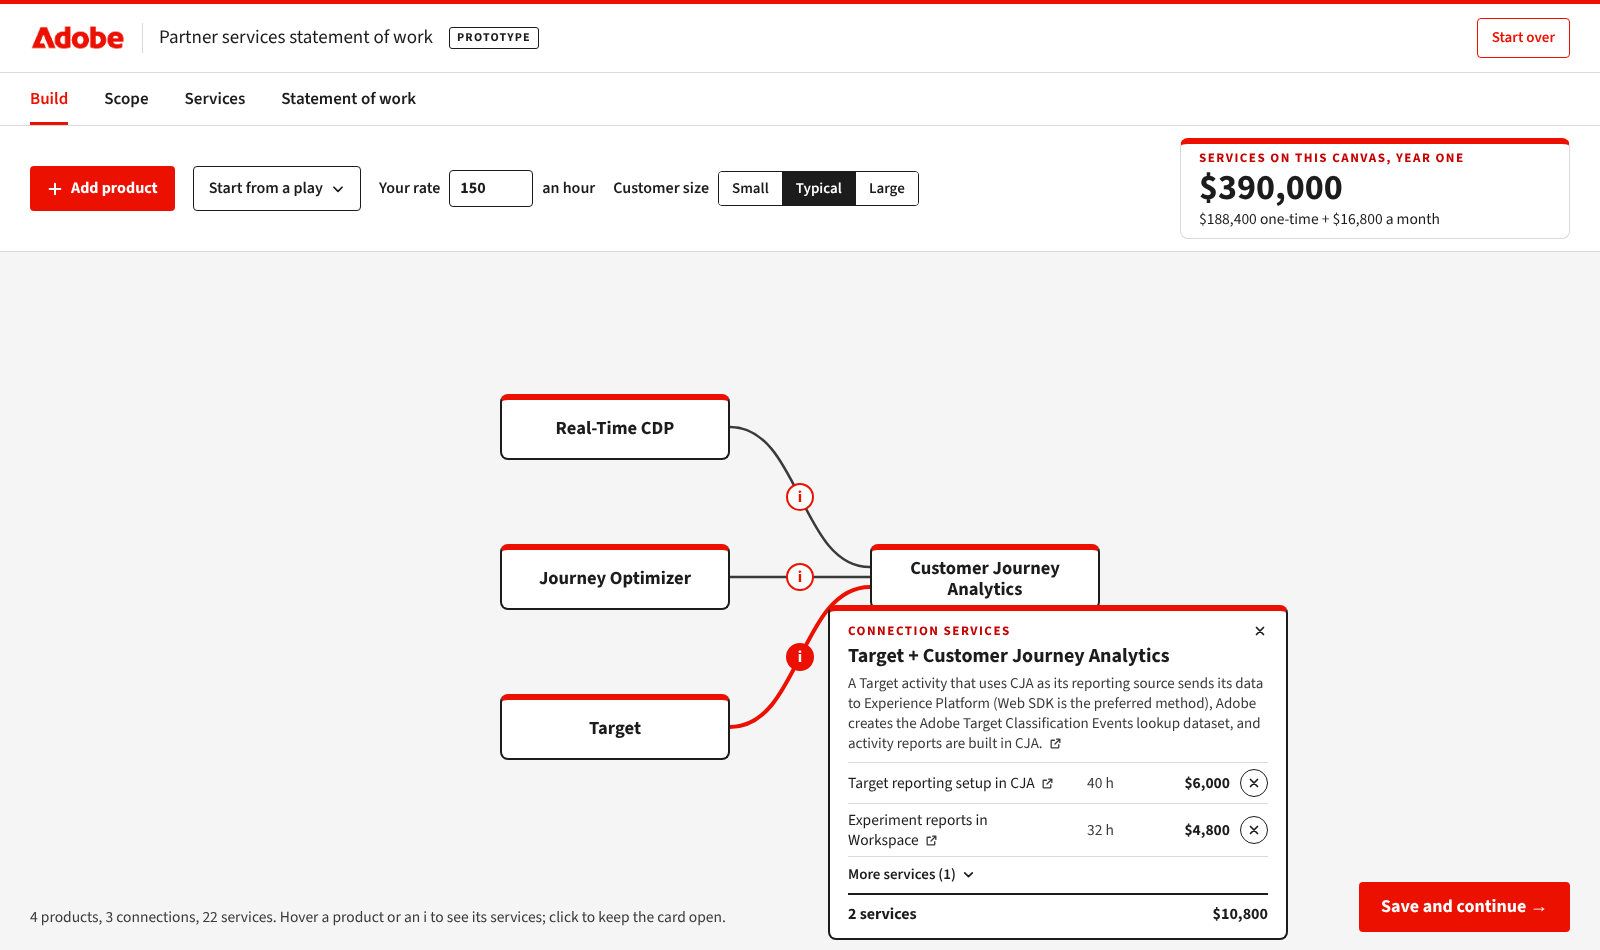 Adobe
Partner services statement of work
PROTOTYPE
Start over
Build
Scope
Services
Statement of work
Add product
Start from a play
Your rate
150
an hour
Customer size
Small
Typical
Large
SERVICES ON THIS CANVAS, YEAR ONE
$390,000
$188,400 one-time + $16,800 a month
Real-Time CDP
i
Journey Optimizer
i
Customer Journey
Analytics
i
Target
CONNECTION SERVICES
Target + Customer Journey Analytics
A Target activity that uses CJA as its reporting source sends its data
to Experience Platform (Web SDK is the preferred method), Adobe
creates the Adobe Target Classification Events lookup dataset, and
activity reports are built in CJA.
Target reporting setup in CJA
40 h
$6,000
Experiment reports in
Workspace
32 h
$4,800
More services (1)
2 services
$10,800
4 products, 3 connections, 22 services. Hover a product or an i to see its services; click to keep the card open.
Save and continue →